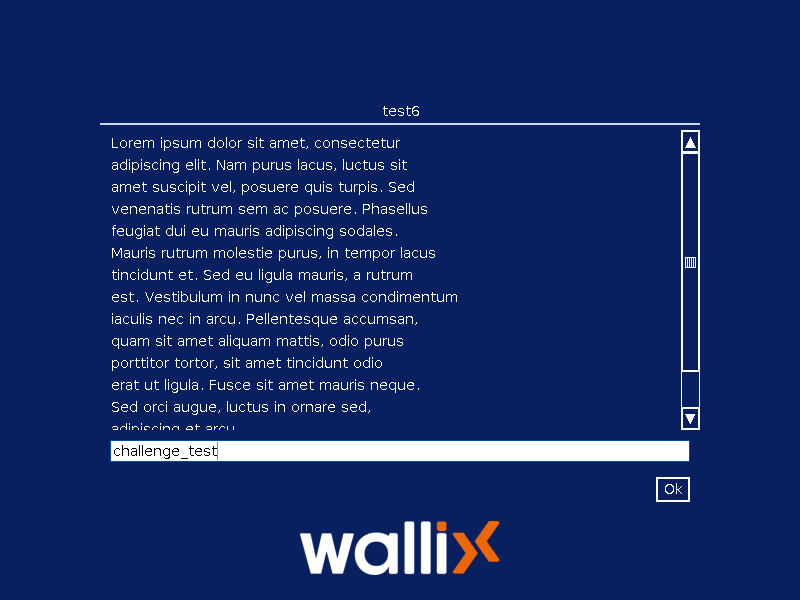 test6
Lorem ipsum dolor sit amet, consectetur
adipiscing elit. Nam purus lacus, luctus sit
amet suscipit vel, posuere quis turpis. Sed
venenatis rutrum sem ac posuere. Phasellus
feugiat dui eu mauris adipiscing sodales.
Mauris rutrum molestie purus, in tempor lacus
tincidunt et. Sed eu ligula mauris, a rutrum
est. Vestibulum in nunc vel massa condimentum
iaculis nec in arcu. Pellentesque accumsan,
quam sit amet aliquam mattis, odio purus
porttitor tortor, sit amet tincidunt odio
erat ut ligula. Fusce sit amet mauris neque.
Sed orci augue, luctus in ornare sed,
adipiscing et arcu.
challenge_test
Ok
wallix